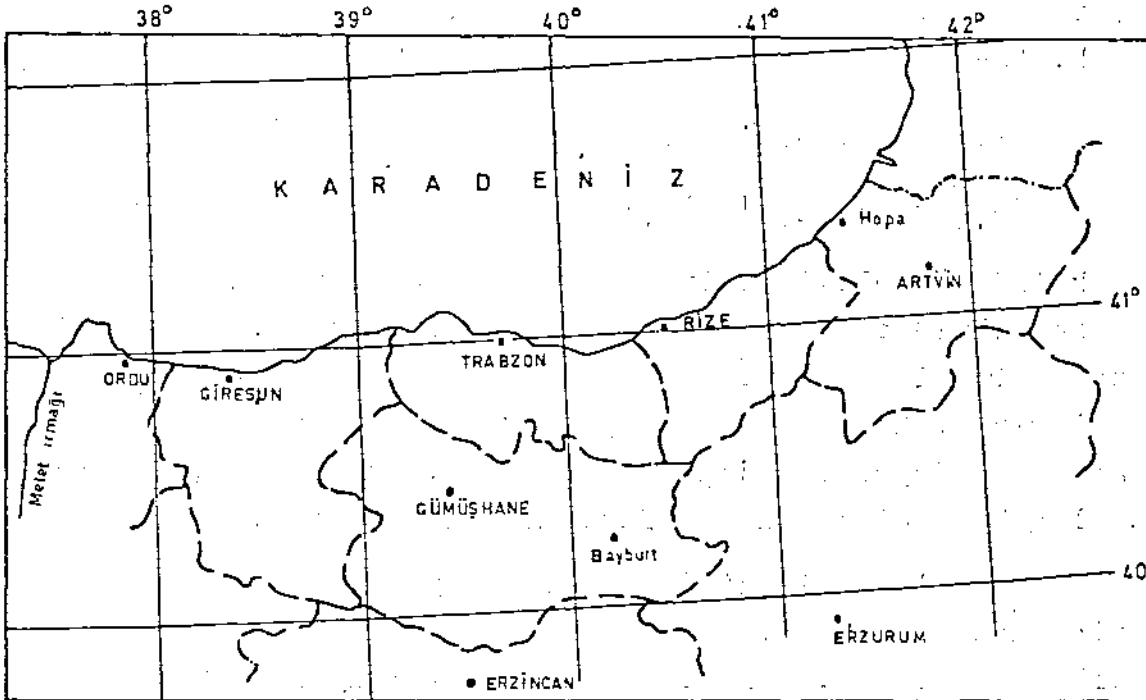 38° 39° 40° 41° 42°
KARADENİZ
Hopa
ARTVİN
41°
RİZE
TRABZON
ORDU
GİRESUN
Melet ırmağı
GÜMÜŞHANE
Bayburt
40
ERZURUM
ERZİNCAN